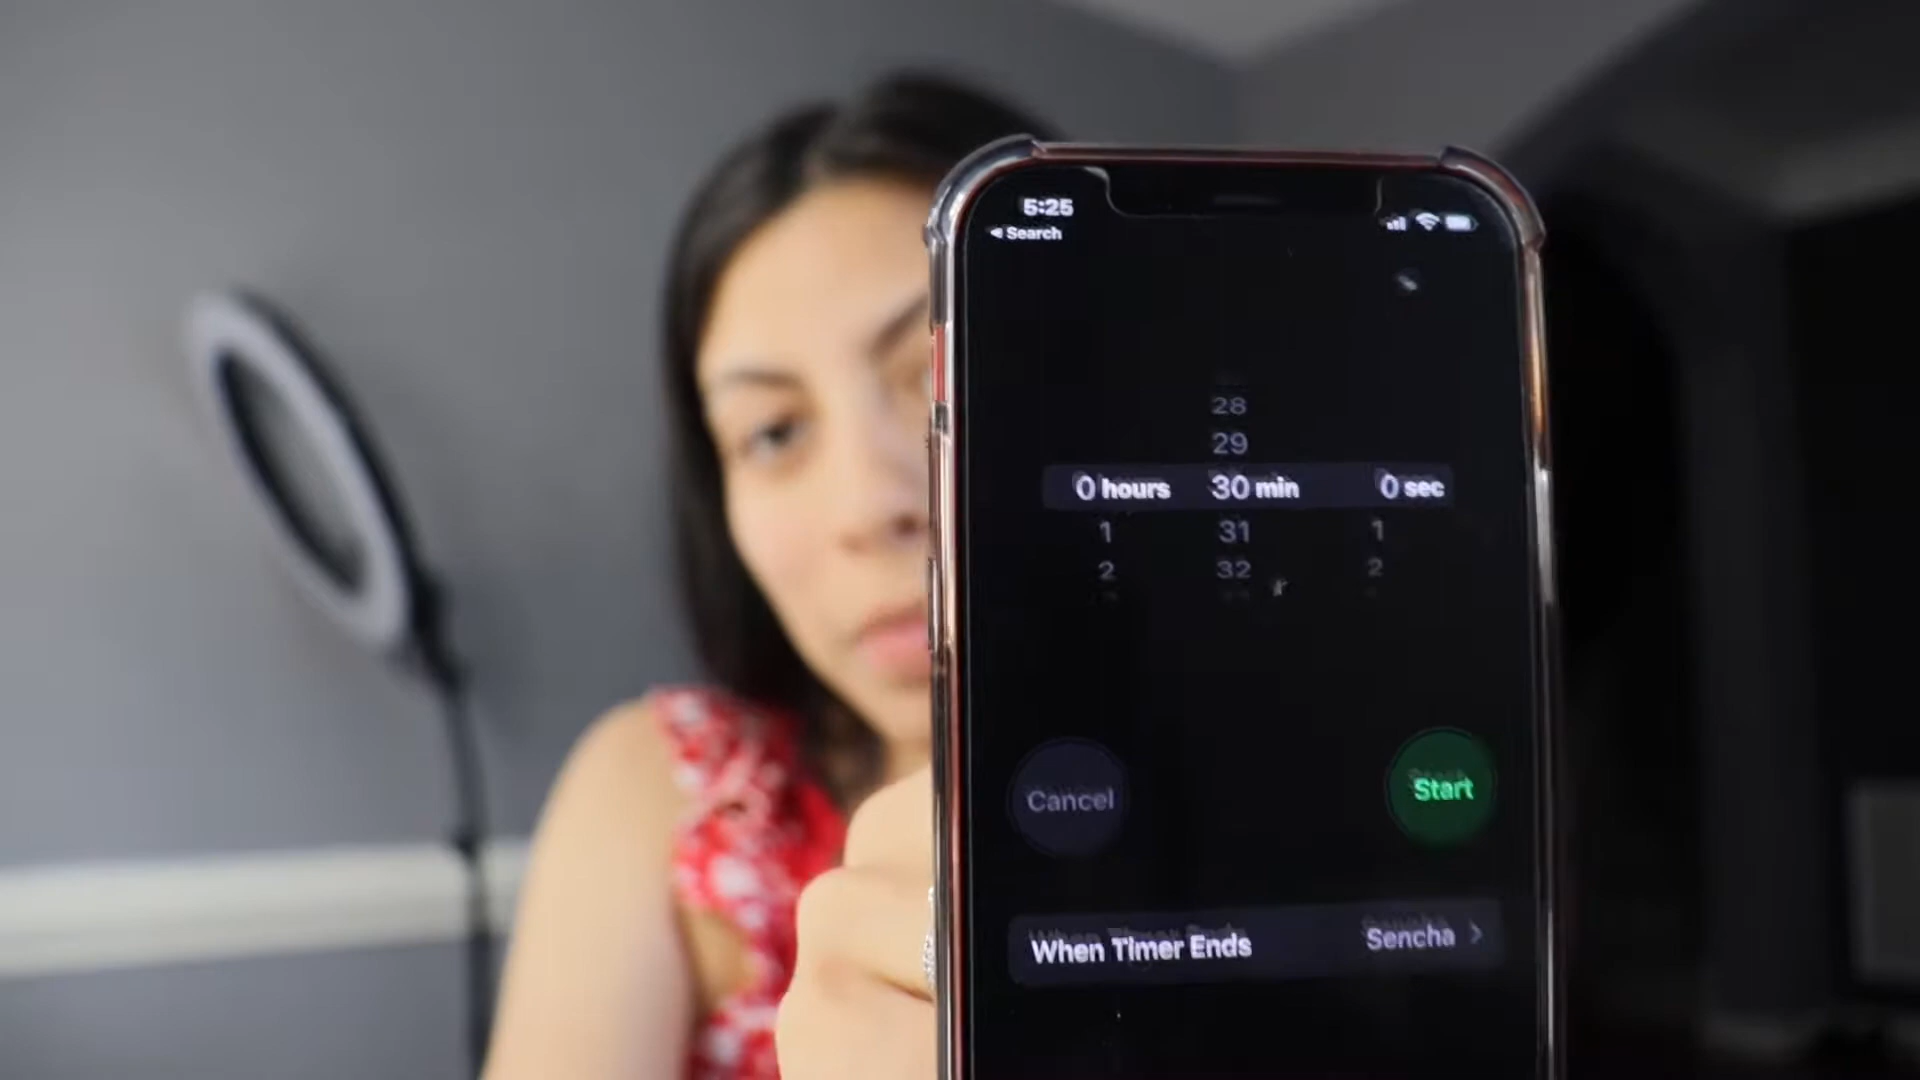 5:25
◀ Search
28
29
0 hours 30 min 0 sec
1 31 1
2 32 2
Cancel Start
When Timer Ends Sencha >